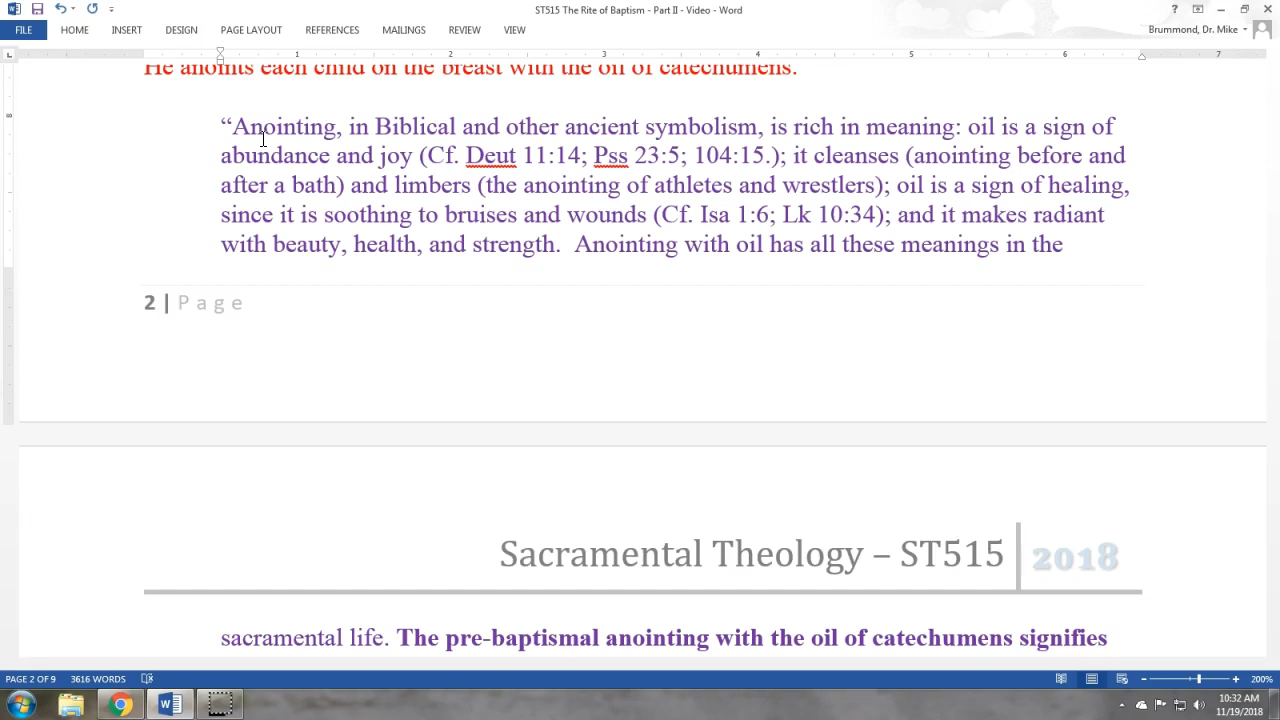 ST515 The Rite of Baptism - Part II - Video - Word
?
FILE HOME INSERT DESIGN PAGE LAYOUT REFERENCES MAILINGS REVIEW VIEW
Brummond, Dr. Mike
1 2 3 4 5 6 7
He anoints each child on the breast with the oil of catechumens.
“Anointing, in Biblical and other ancient symbolism, is rich in meaning: oil is a sign of
abundance and joy (Cf. Deut 11:14; Pss 23:5; 104:15.); it cleanses (anointing before and
after a bath) and limbers (the anointing of athletes and wrestlers); oil is a sign of healing,
since it is soothing to bruises and wounds (Cf. Isa 1:6; Lk 10:34); and it makes radiant
with beauty, health, and strength.  Anointing with oil has all these meanings in the
2 | Page
Sacramental Theology – ST515 2018
sacramental life. The pre-baptismal anointing with the oil of catechumens signifies
PAGE 2 OF 9 3616 WORDS
200%
10:32 AM
11/19/2018